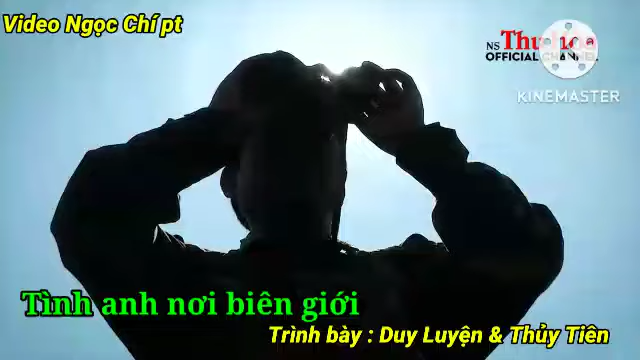 Video Ngọc Chí pt
NS
OFFICIAL CHANNEL
KINEMASTER
Tình anh nơi biên giới
Trình bày : Duy Luyện & Thủy Tiên